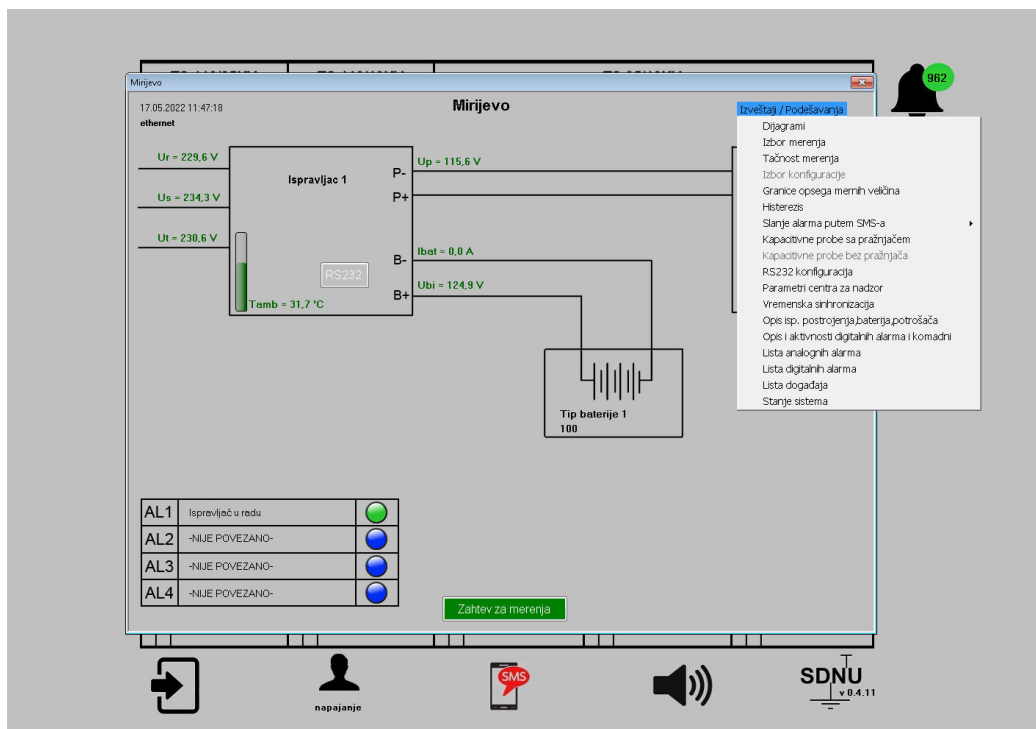 Mirijevo
17.05.2022 11:47:18
ethernet
Mirijevo
962
Izveštaji / Podešavanja
Dijagrami
Izbor merenja
Tačnost merenja
Izbor konfiguracije
Granice opsega mernih veličina
Histerezis
Slanje alarma putem SMS-a
Kapacitivne probe sa pražnjačem
Kapacitivne probe bez pražnjača
RS232 konfiguracija
Parametri centra za nadzor
Vremenska sinhronizacija
Opis isp. postrojenja,baterija,potrošača
Opis i aktivnosti digitalnih alarma i komadni
Lista analognih alarma
Lista digitalnih alarma
Lista događaja
Stanje sistema
Ur = 229,6 V
Us = 234,3 V
Ut = 230,6 V
Ispravljac 1
P-
P+
B-
B+
RS232
Tamb = 31,7 'C
Up = 115,6 V
Ibat = 0,0 A
Ubi = 124,9 V
Tip baterije 1
100
AL1 Ispravljač u radu
AL2 -NIJE POVEZANO-
AL3 -NIJE POVEZANO-
AL4 -NIJE POVEZANO-
Zahtev za merenja
napajanje
SMS
SDNU
v 0.4.11